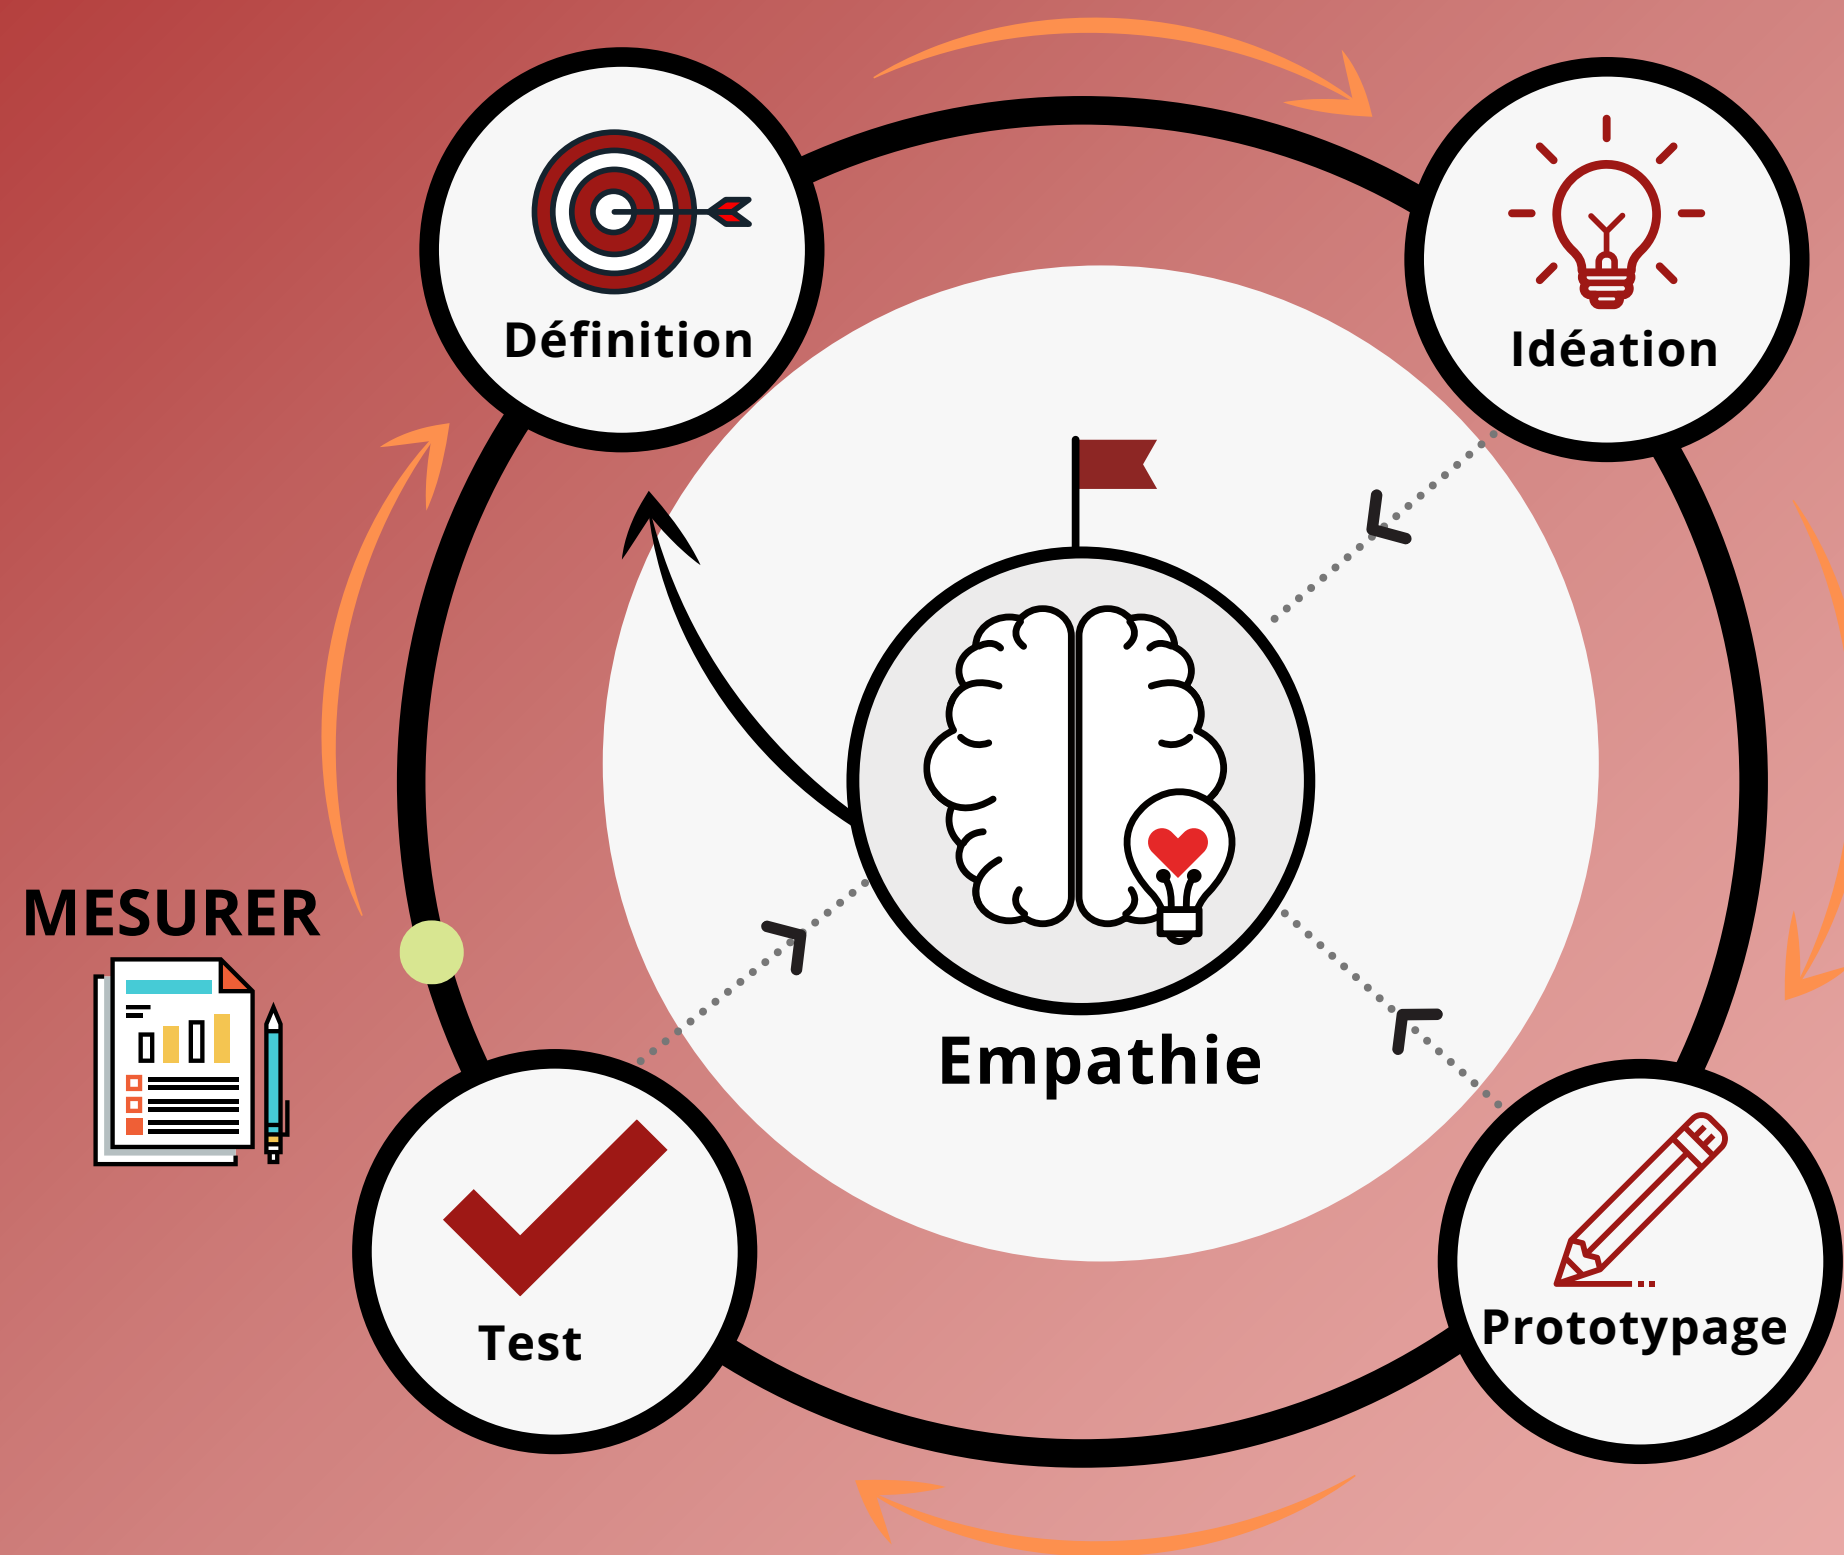 Définition
Idéation
MESURER
Empathie
Test
Prototypage